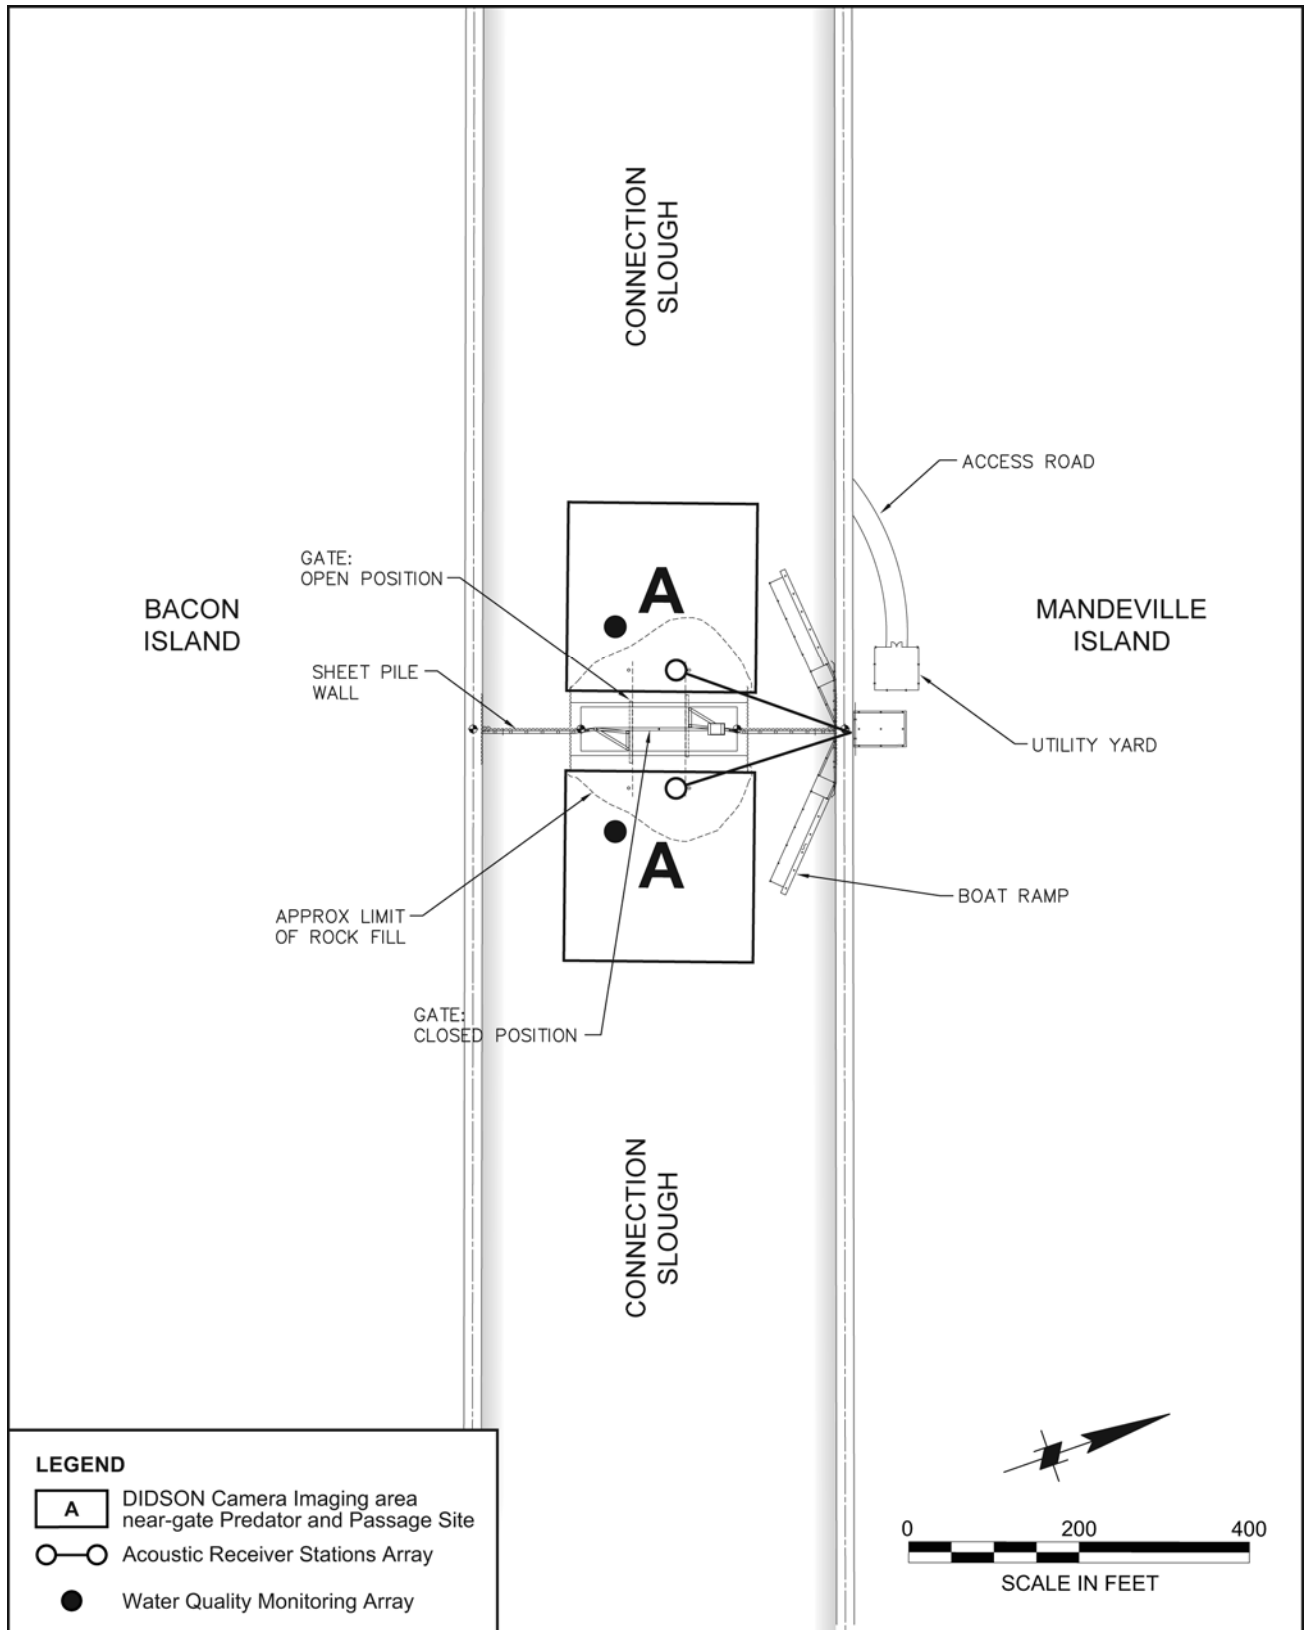 CONNECTION
SLOUGH
ACCESS ROAD
GATE:
OPEN POSITION
A
BACON
ISLAND
MANDEVILLE
ISLAND
SHEET PILE
WALL
UTILITY YARD
A
BOAT RAMP
APPROX LIMIT
OF ROCK FILL
GATE:
CLOSED POSITION
CONNECTION
SLOUGH
LEGEND
A
DIDSON Camera Imaging area
near-gate Predator and Passage Site
Acoustic Receiver Stations Array
Water Quality Monitoring Array
0 200 400
SCALE IN FEET